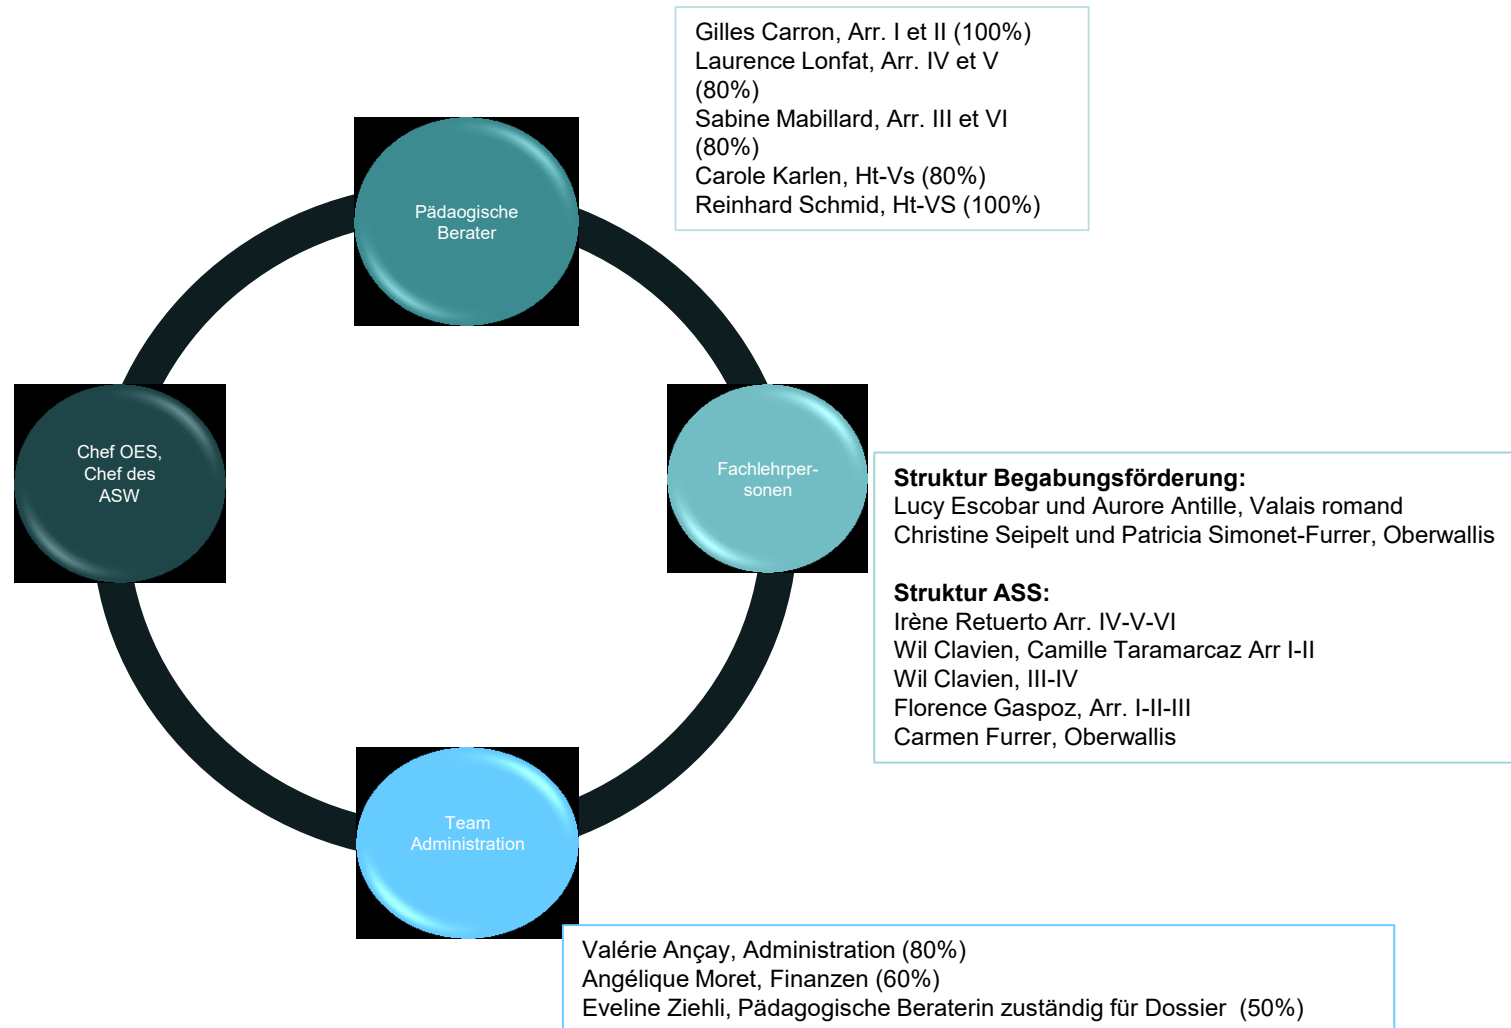 Gilles Carron, Arr. I et II (100%)
Laurence Lonfat, Arr. IV et V
(80%)
Sabine Mabillard, Arr. III et VI
(80%)
Carole Karlen, Ht-Vs (80%)
Reinhard Schmid, Ht-VS (100%)
Pädaogische
Berater
Chef OES,
Chef des
ASW
Fachlehrper-
sonen
Struktur Begabungsförderung:
Lucy Escobar und Aurore Antille, Valais romand
Christine Seipelt und Patricia Simonet-Furrer, Oberwallis
Struktur ASS:
Irène Retuerto Arr. IV-V-VI
Wil Clavien, Camille Taramarcaz Arr I-II
Wil Clavien, III-IV
Florence Gaspoz, Arr. I-II-III
Carmen Furrer, Oberwallis
Team
Administration
Valérie Ançay, Administration (80%)
Angélique Moret, Finanzen (60%)
Eveline Ziehli, Pädagogische Beraterin zuständig für Dossier (50%)